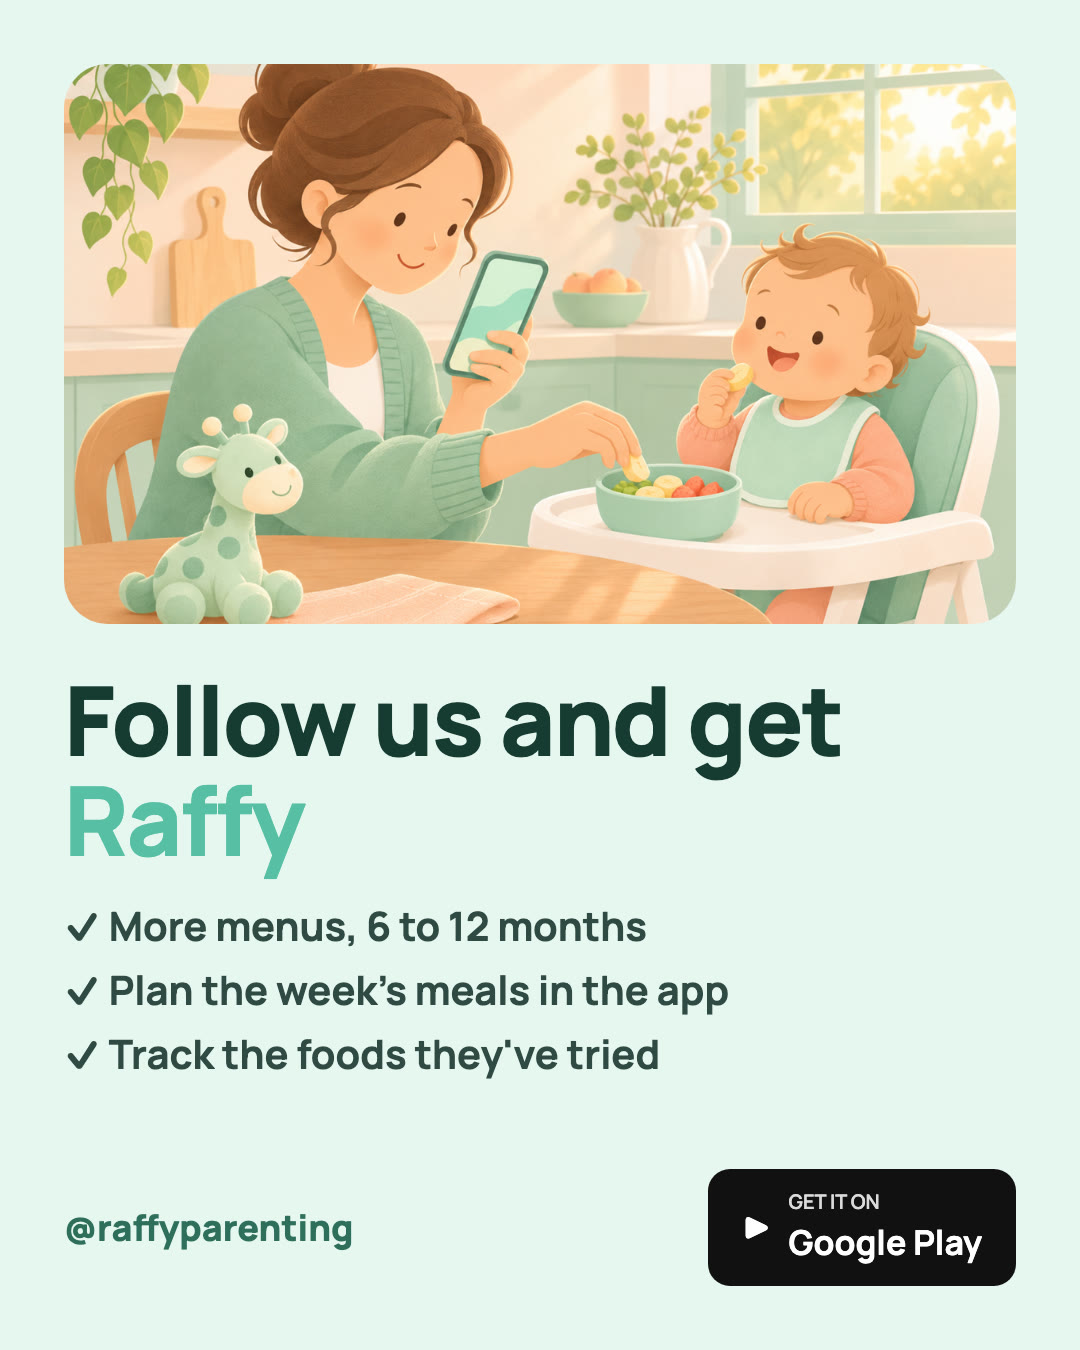 Follow us and get
Raffy
✓ More menus, 6 to 12 months
✓ Plan the week’s meals in the app
✓ Track the foods they've tried
@raffyparenting
GET IT ON
Google Play